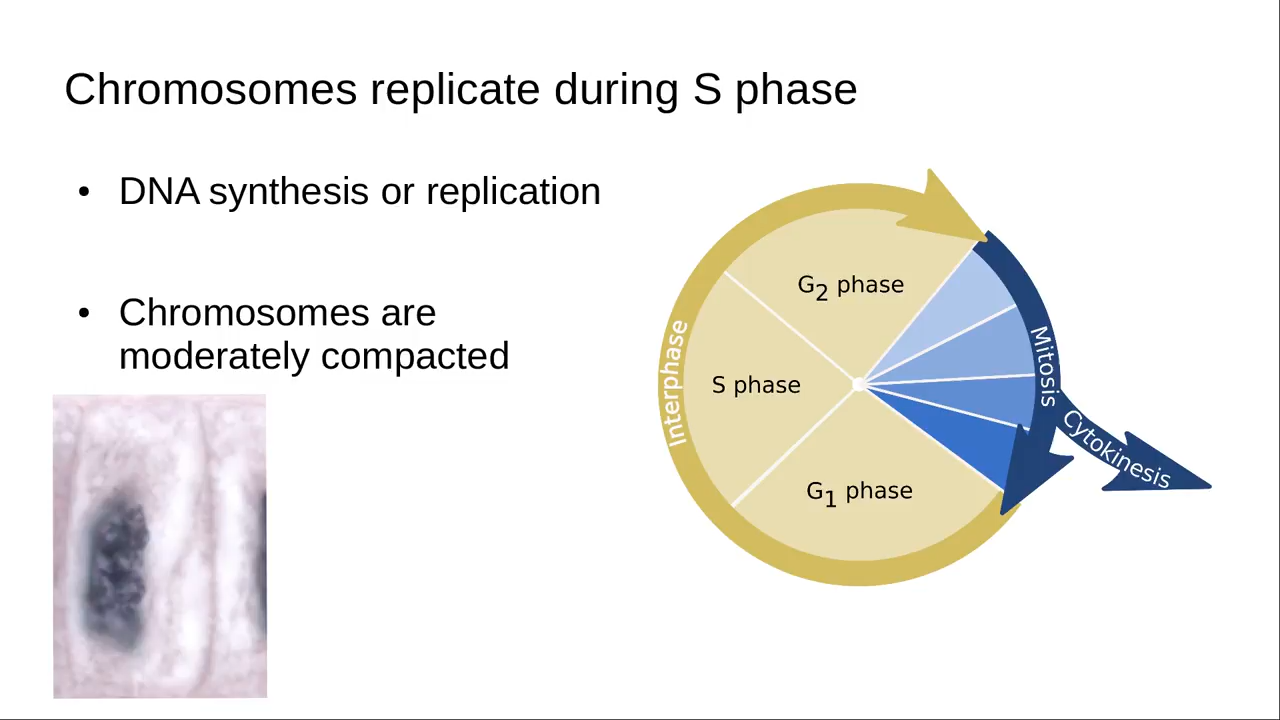 Chromosomes replicate during S phase
• DNA synthesis or replication
• Chromosomes are
moderately compacted
G2 phase
S phase
G1 phase
Interphase
Mitosis
Cytokinesis